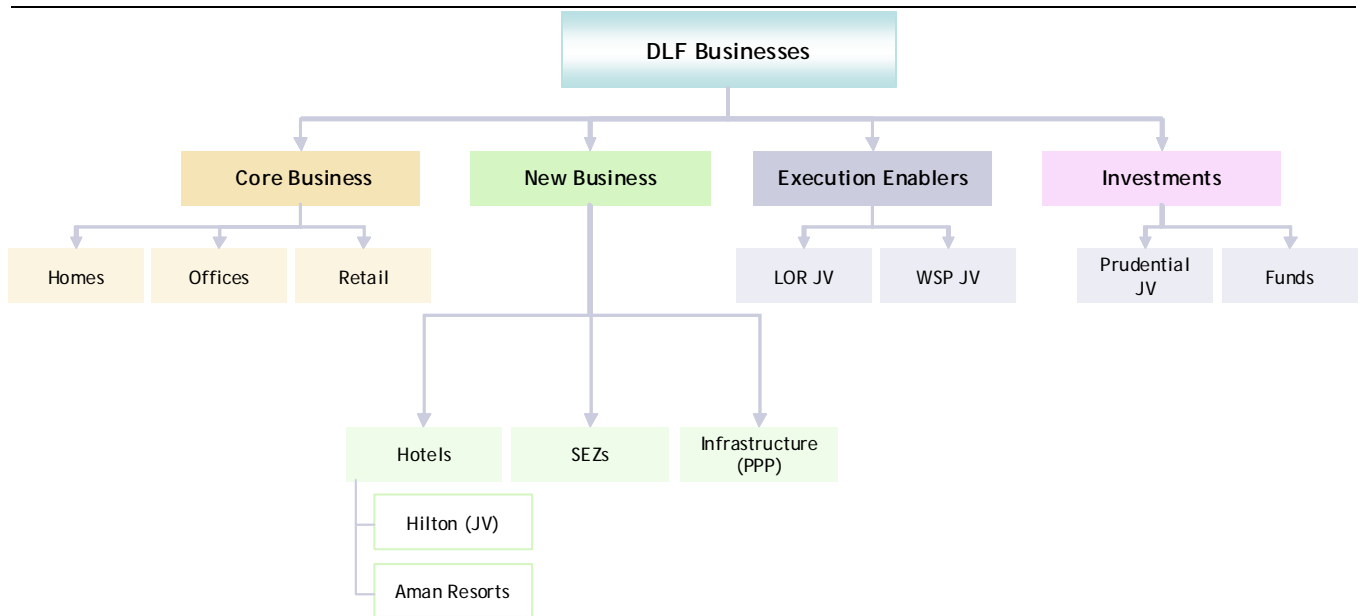 DLF Businesses
Core Business
New Business
Execution Enablers
Investments
Homes
Offices
Retail
LOR JV
WSP JV
Prudential
JV
Funds
Hotels
SEZs
Infrastructure
(PPP)
Hilton (JV)
Aman Resorts